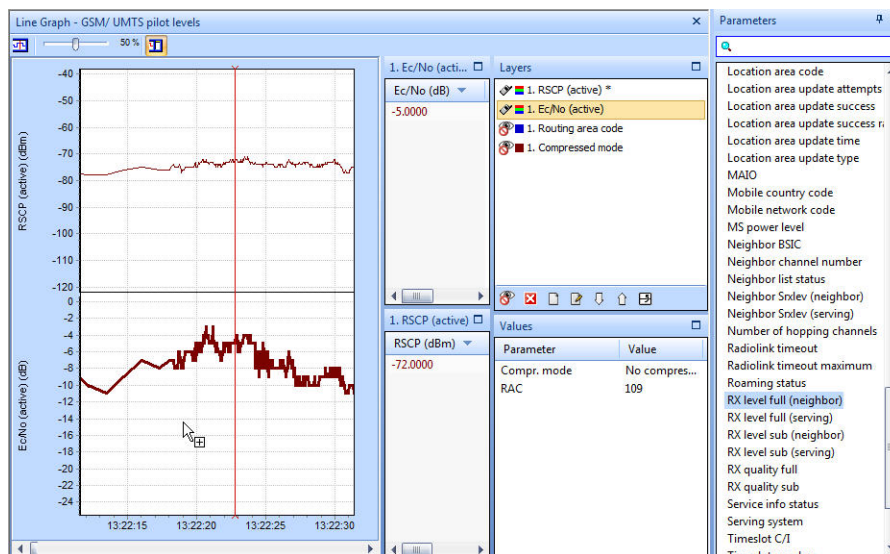 Line Graph - GSM/ UMTS pilot levels
50 %
RSCP (active) (dBm)
-40
-50
-60
-70
-80
-90
-100
-110
-120
Ec/No (active) (dB)
0
-2
-4
-6
-8
-10
-12
-14
-16
-18
-20
-22
-24
13:22:15
13:22:20
13:22:25
13:22:30
1. Ec/No (acti...
Ec/No (dB)
-5.0000
1. RSCP (active)
RSCP (dBm)
-72.0000
Layers
1. RSCP (active) *
1. Ec/No (active)
1. Routing area code
1. Compressed mode
Values
Parameter Value
Compr. mode No compres...
RAC 109
Parameters
Location area code
Location area update attempts
Location area update success
Location area update success
Location area update time
Location area update type
MAIO
Mobile country code
Mobile network code
MS power level
Neighbor BSIC
Neighbor channel number
Neighbor list status
Neighbor Srxlev (neighbor)
Neighbor Srxlev (serving)
Number of hopping channels
Radiolink timeout
Radiolink timeout maximum
Roaming status
RX level full (neighbor)
RX level full (serving)
RX level sub (neighbor)
RX level sub (serving)
RX quality full
RX quality sub
Service info status
Serving system
Timeslot C/I